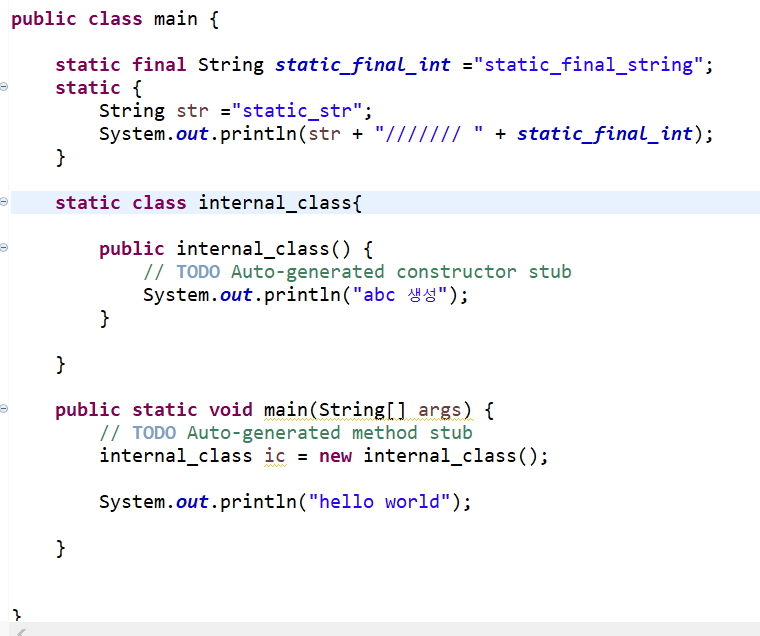 public class main {
static final String static_final_int ="static_final_string";
static {
String str ="static_str";
System.out.println(str + "/////// " + static_final_int);
}
static class internal_class{
public internal_class() {
// TODO Auto-generated constructor stub
System.out.println("abc 생성");
}
}
public static void main(String[] args) {
// TODO Auto-generated method stub
internal_class ic = new internal_class();
System.out.println("hello world");
}
}